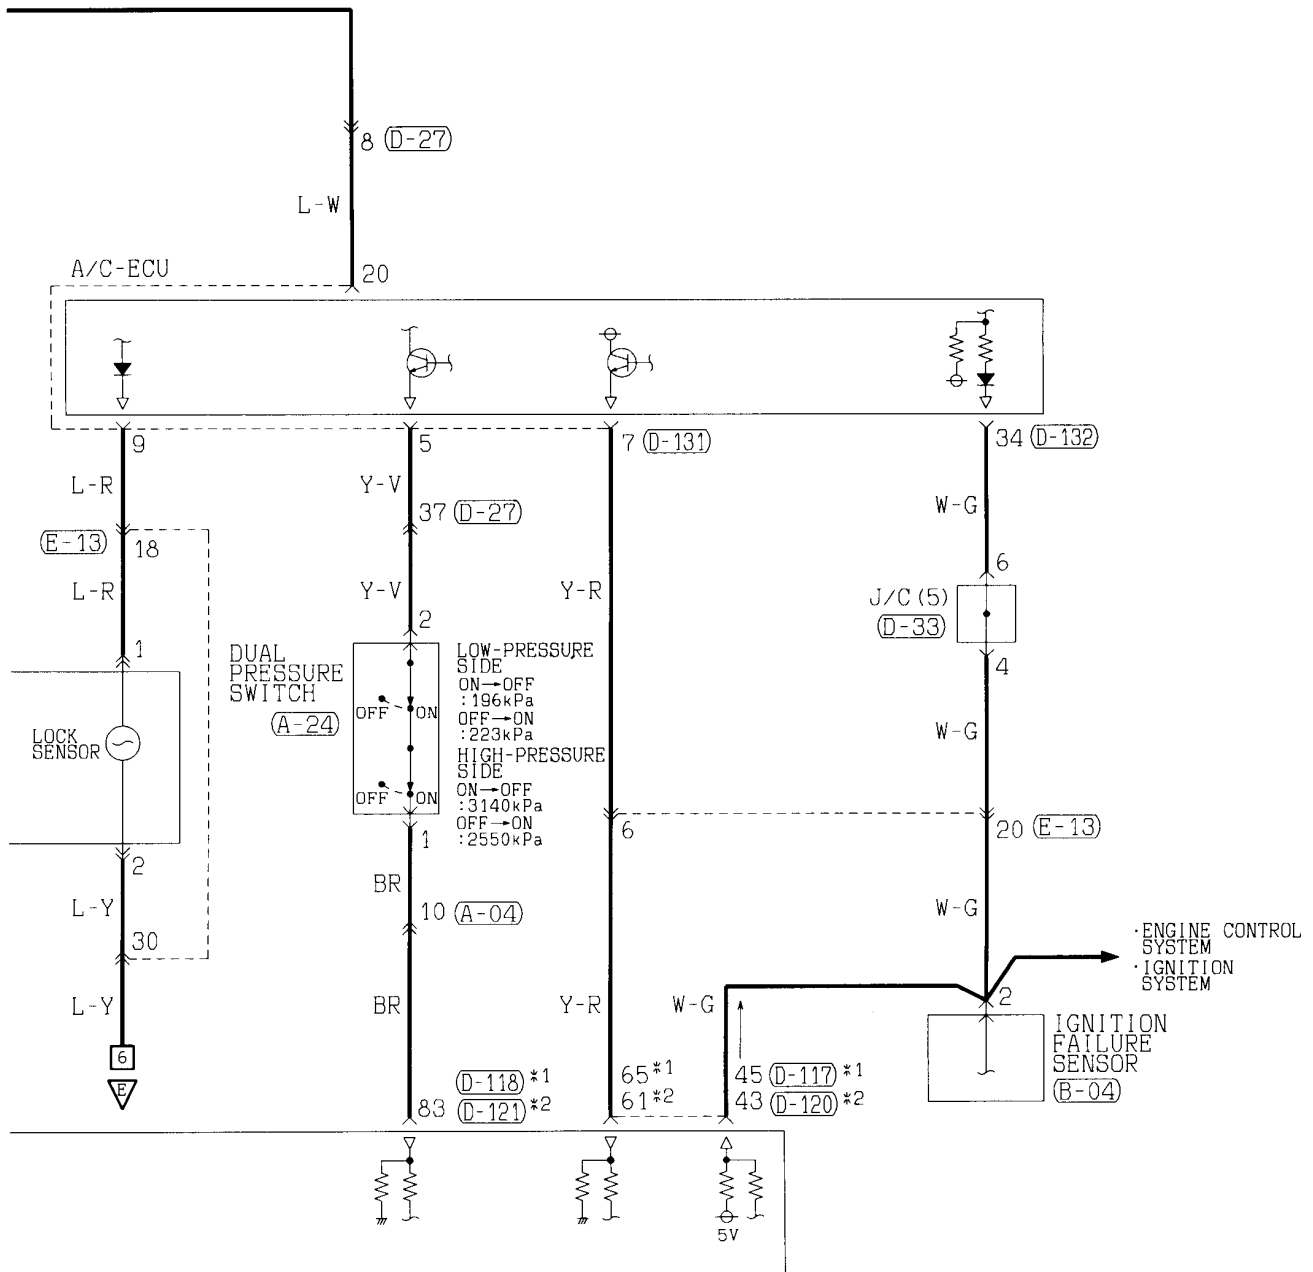 8 (D-27)
L-W
A/C-ECU
20
9
5
7 (D-131)
34 (D-132)
L-R
Y-V
37 (D-27)
W-G
(E-13)
18
L-R
Y-V
Y-R
6
J/C (5)
(D-33)
1
2
4
DUAL
PRESSURE
SWITCH
(A-24)
OFF
ON
OFF
ON
LOW-PRESSURE
SIDE
ON→OFF
:196kPa
OFF→ON
:223kPa
HIGH-PRESSURE
SIDE
ON→OFF
:3140kPa
OFF→ON
:2550kPa
LOCK
SENSOR
W-G
6
20 (E-13)
2
1
L-Y
BR
10 (A-04)
W-G
30
·ENGINE CONTROL
SYSTEM
·IGNITION
SYSTEM
L-Y
BR
Y-R
W-G
2
IGNITION
FAILURE
SENSOR
(B-04)
6
E
83
(D-118)*1
(D-121)*2
65*1
61*2
45 (D-117)*1
43 (D-120)*2
5V